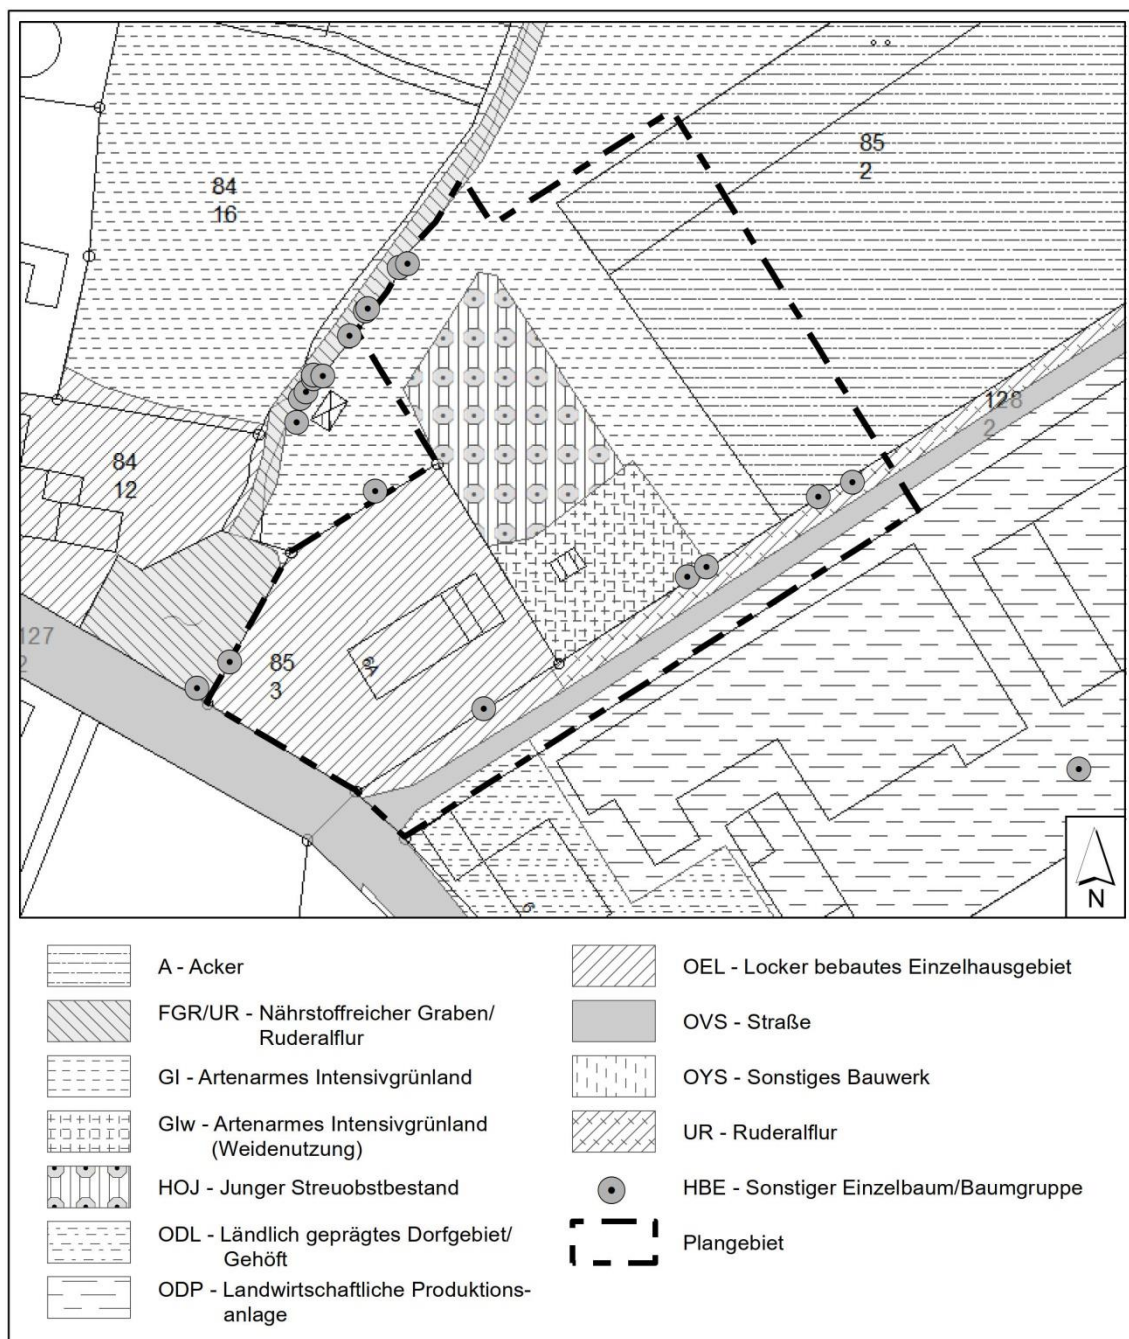 84
16
85
2
128
2
84
12
127
2
85
3
6A
6
N
A - Acker
FGR/UR - Nährstoffreicher Graben/
Ruderalflur
GI - Artenarmes Intensivgrünland
GIw - Artenarmes Intensivgrünland
(Weidenutzung)
HOJ - Junger Streuobstbestand
ODL - Ländlich geprägtes Dorfgebiet/
Gehöft
ODP - Landwirtschaftliche Produktions-
anlage
OEL - Locker bebautes Einzelhausgebiet
OVS - Straße
OYS - Sonstiges Bauwerk
UR - Ruderalflur
HBE - Sonstiger Einzelbaum/Baumgruppe
Plangebiet